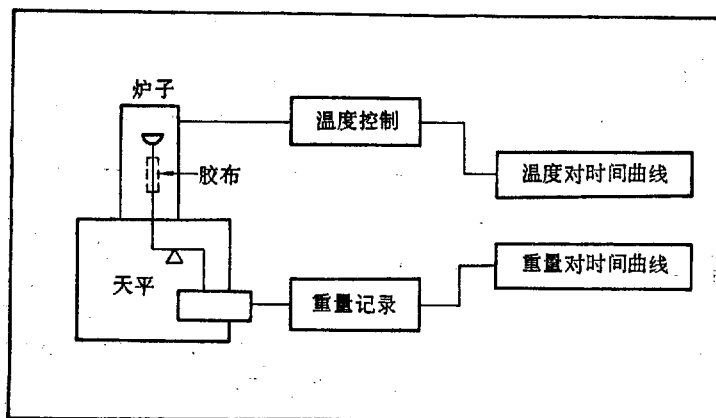 炉子
温度控制
胶布
温度对时间曲线
天平
重量对时间曲线
重量记录